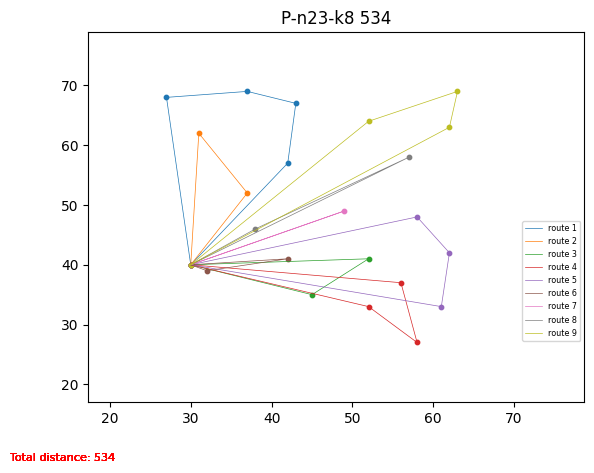 P-n23-k8 534
70
60
50
40
30
20
20 30 40 50 60 70
route 1
route 2
route 3
route 4
route 5
route 6
route 7
route 8
route 9
Total distance: 534